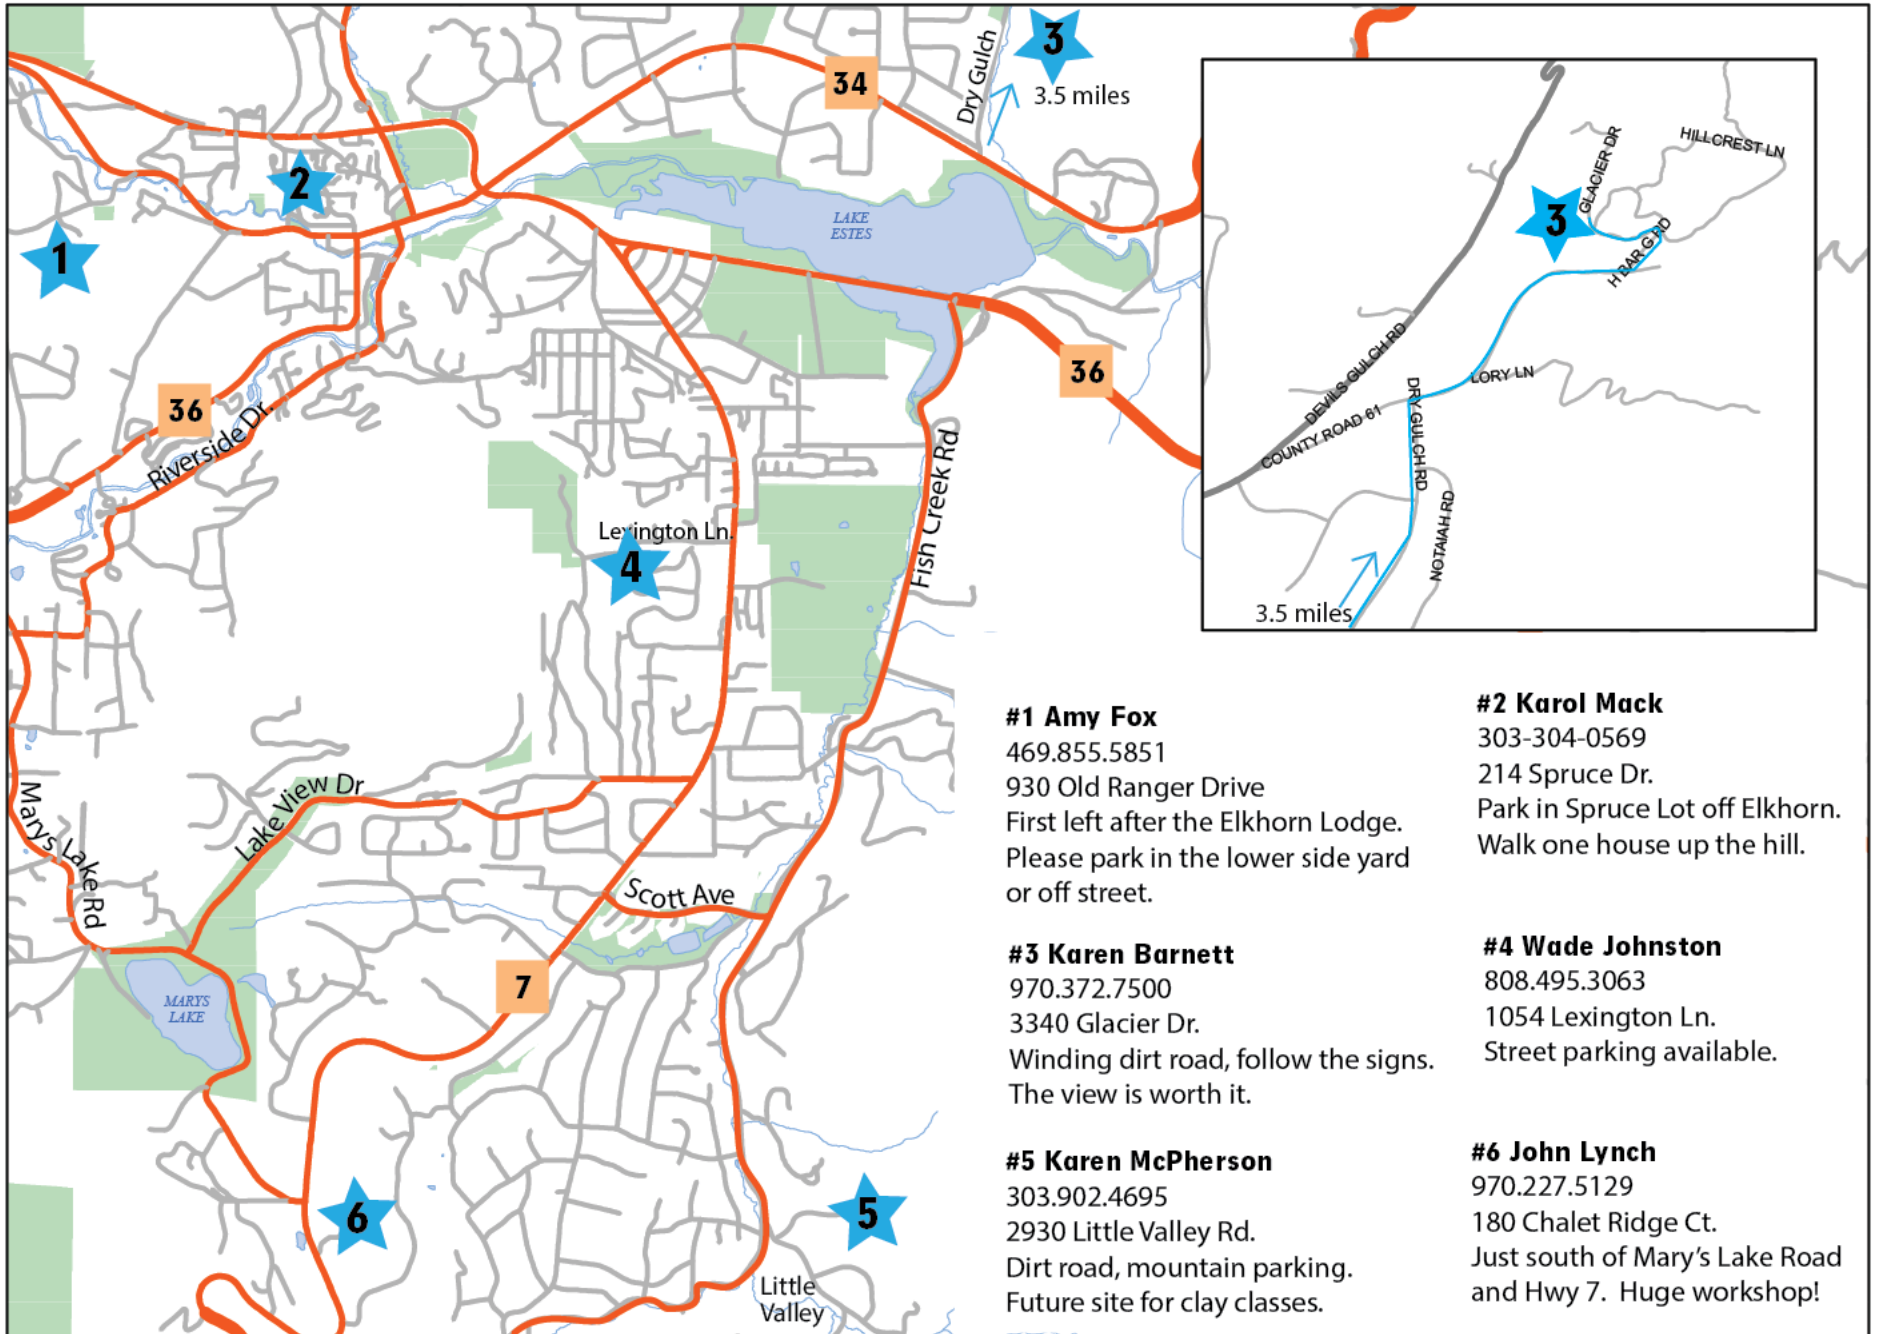 3
Dry Gulch
3.5 miles
34
2
1
LAKE
ESTES
36
Riverside Dr.
36
Fish Creek Rd
Lexington Ln.
4
Marys Lake Rd
Lake View Dr
Scott Ave
7
MARYS
LAKE
6
5
Little
Valley
HILLCREST LN
GLACIER DR
3
H BAR G RD
DEVILS GULCH RD
LORY LN
COUNTY ROAD 61
DRY GULCH RD
NOTAIAH RD
3.5 miles
#1 Amy Fox
469.855.5851
930 Old Ranger Drive
First left after the Elkhorn Lodge.
Please park in the lower side yard
or off street.
#2 Karol Mack
303-304-0569
214 Spruce Dr.
Park in Spruce Lot off Elkhorn.
Walk one house up the hill.
#3 Karen Barnett
970.372.7500
3340 Glacier Dr.
Winding dirt road, follow the signs.
The view is worth it.
#4 Wade Johnston
808.495.3063
1054 Lexington Ln.
Street parking available.
#5 Karen McPherson
303.902.4695
2930 Little Valley Rd.
Dirt road, mountain parking.
Future site for clay classes.
#6 John Lynch
970.227.5129
180 Chalet Ridge Ct.
Just south of Mary's Lake Road
and Hwy 7.  Huge workshop!